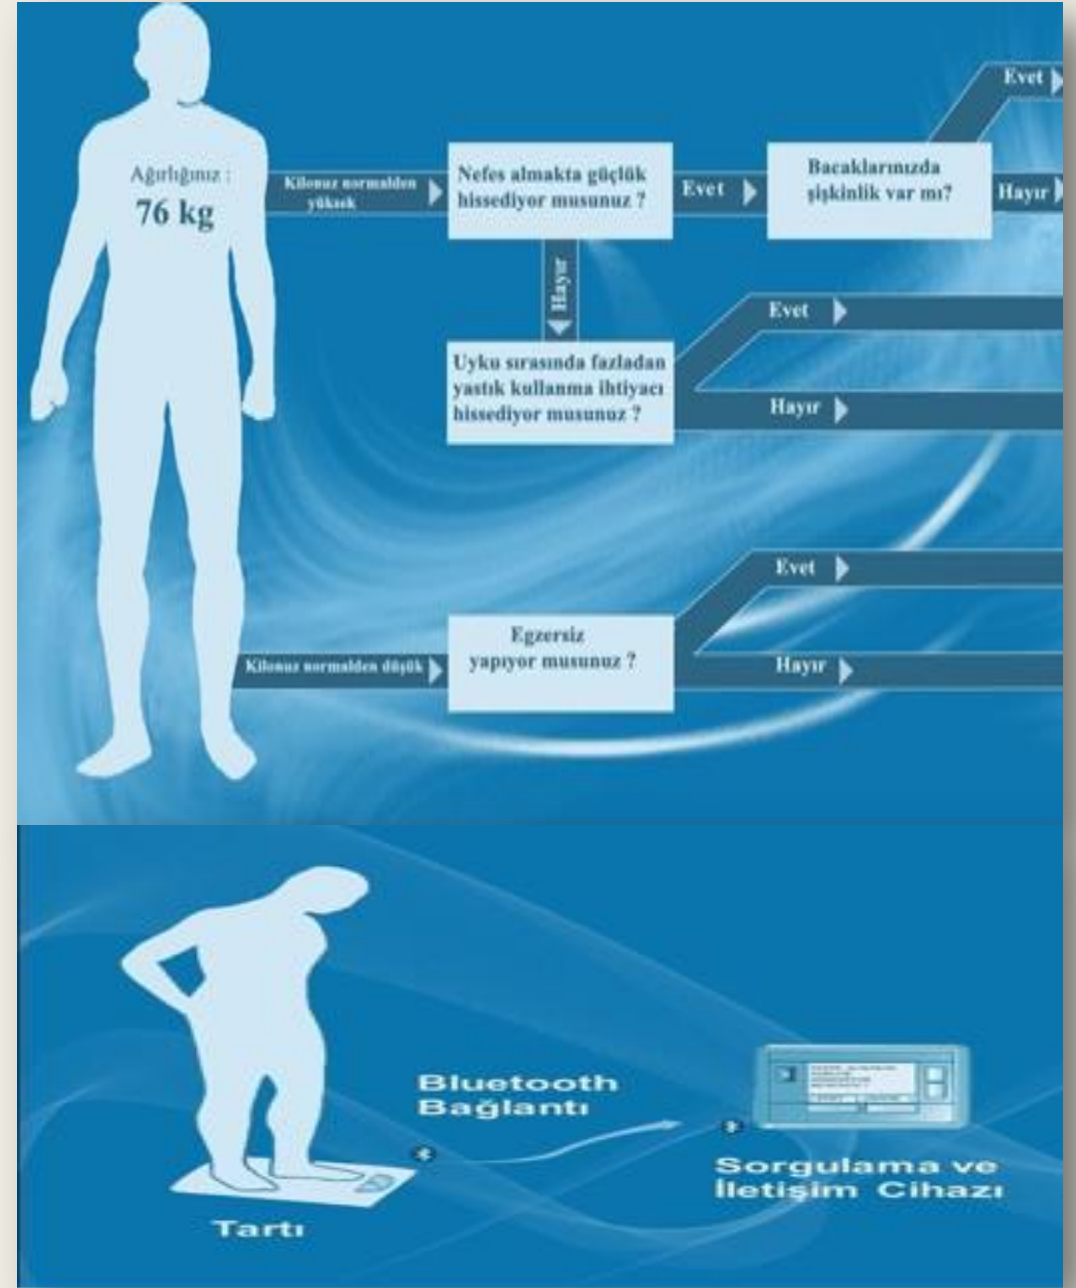 Evet
Ağırlığınız :
76 kg
Kilonuz normalden
yüksek
Nefes almakta güçlük
hissediyor musunuz ?
Evet
Bacaklarınızda
şişkinlik var mı?
Hayır
Hayır
Evet
Uyku sırasında fazladan
yastık kullanma ihtiyacı
hissediyor musunuz ?
Hayır
Evet
Egzersiz
yapıyor musunuz ?
Kilonuz normalden düşük
Hayır
Bluetooth
Bağlantı
Sorgulama ve
İletişim Cihazı
Tartı